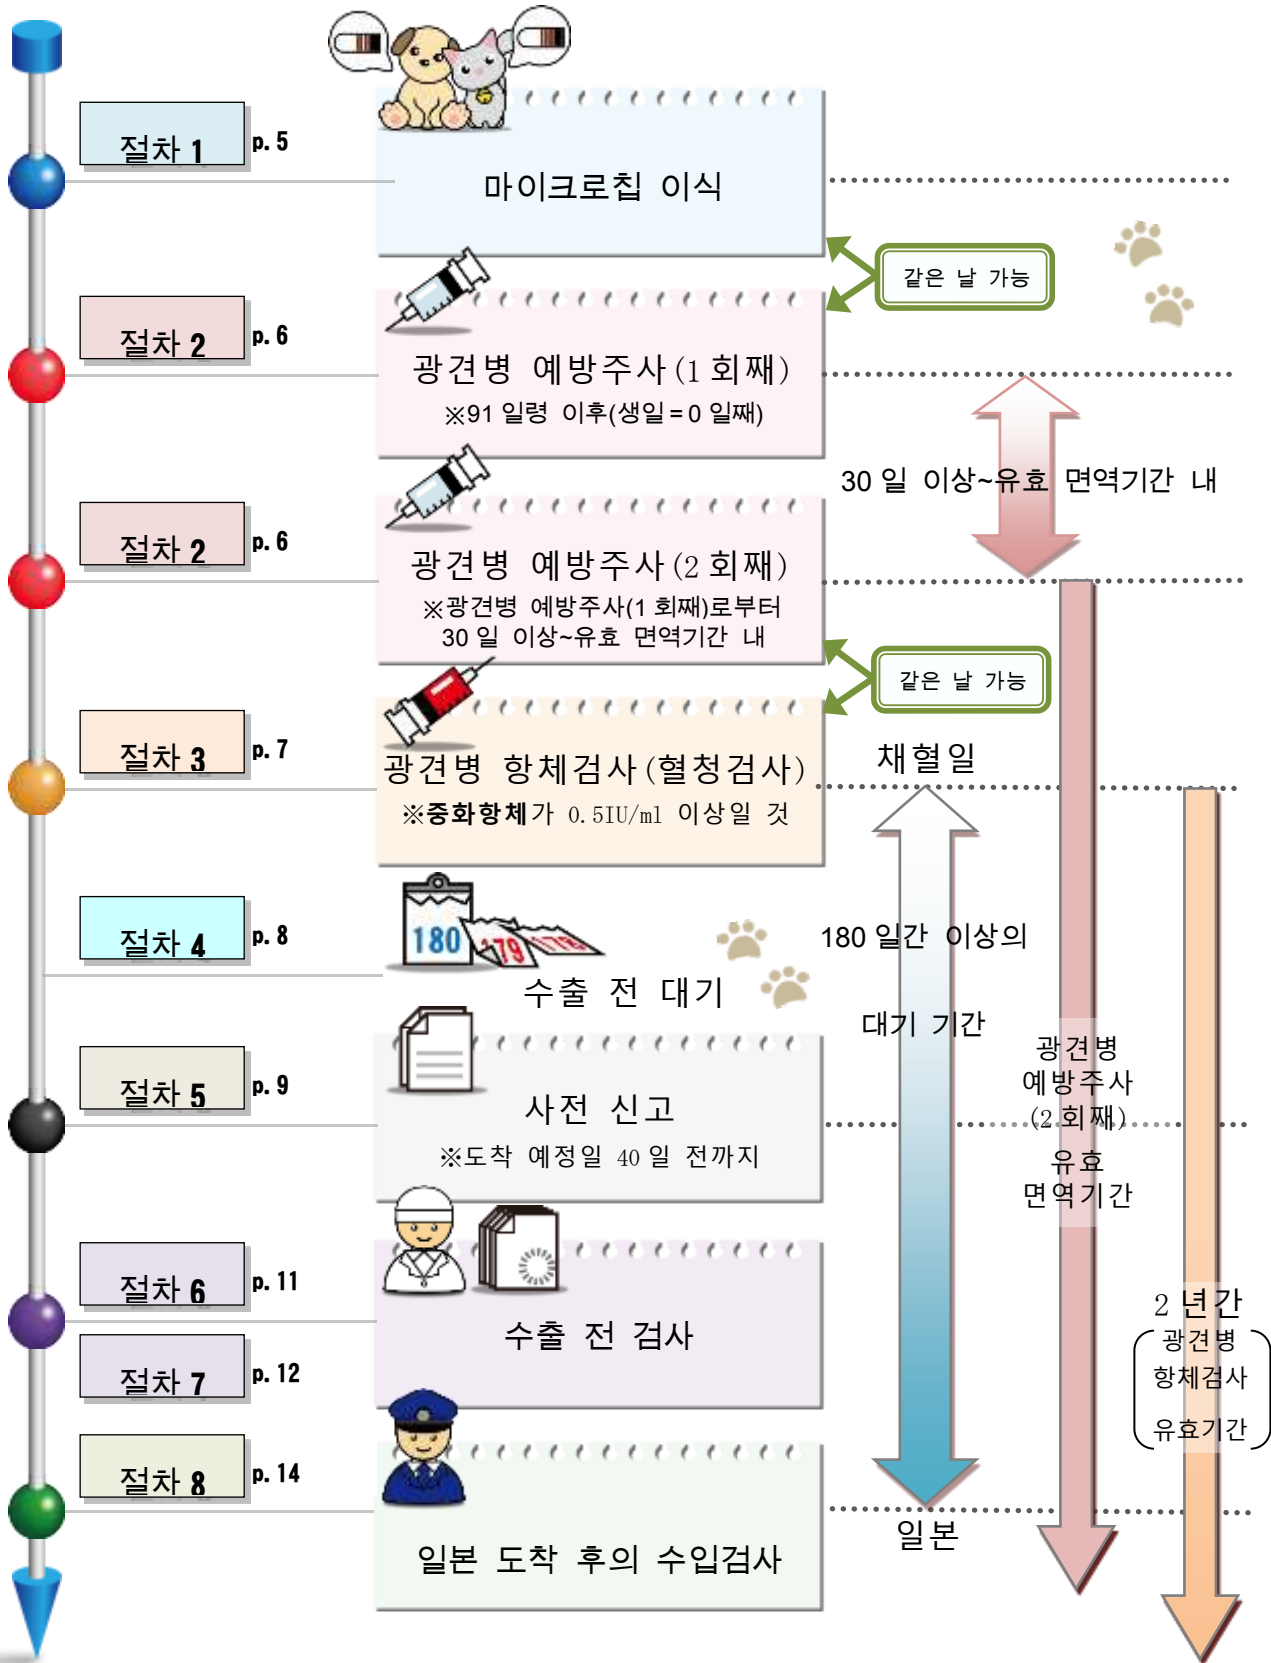 절차 1 p. 5
마이크로칩 이식
같은 날 가능
절차 2 p. 6
광견병 예방주사(1 회째)
※91 일령 이후(생일=0 일째)
30 일 이상~유효 면역기간 내
절차 2 p. 6
광견병 예방주사(2 회째)
※광견병 예방주사(1 회째)로부터
30 일 이상~유효 면역기간 내
같은 날 가능
절차 3 p. 7
광견병 항체검사(혈청검사)
※중화항체가 0.5IU/ml 이상일 것
채혈일
절차 4 p. 8
180
179
178
수출 전 대기
180 일간 이상의
대기 기간
절차 5 p. 9
사전 신고
※도착 예정일 40 일 전까지
광견병
예방주사
(2 회째)
유효
면역기간
절차 6 p. 11
수출 전 검사
절차 7 p. 12
2 년간
광견병
항체검사
유효기간
절차 8 p. 14
일본 도착 후의 수입검사
일본